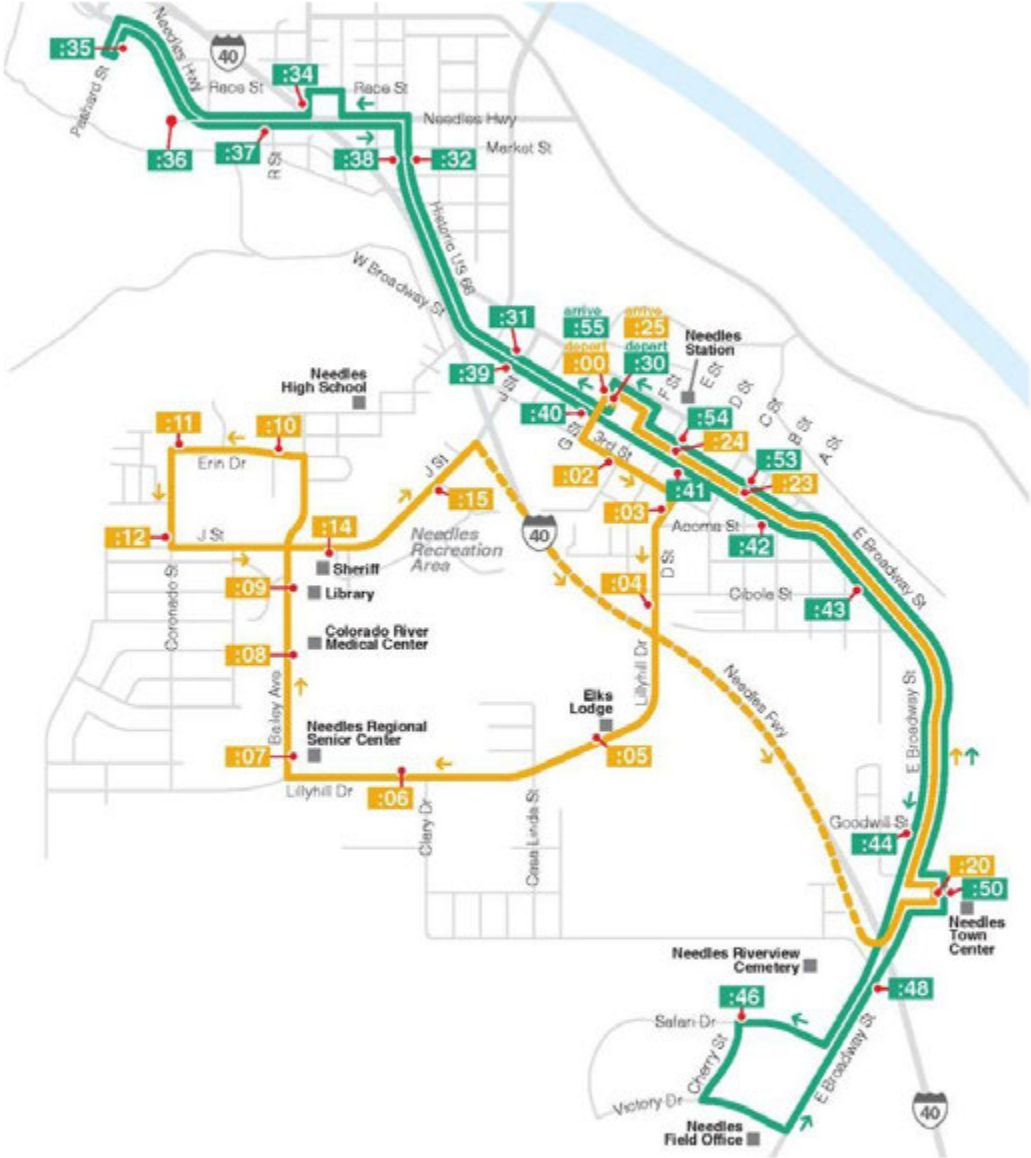 :35
Needles Hwy
40
Pashard St
Race St
:34
Race St
Needles Hwy
Market St
:36
:37
R St
:38
:32
Historic US 66
W Broadway St
:31
:39
J St
arrive
:55
depart
:00
arrive
:25
depart
:30
Needles
Station
F St
E St
D St
C St
B St
A St
Needles
High School
:40
G St
3rd St
:54
:24
:53
:23
:02
:41
:03
Acoma St
:42
:11
:10
Erin Dr
J St
:15
Needles
Recreation
Area
40
:12
J St
:14
Sheriff
Library
:09
:04
D St
Cibola St
:43
E Broadway St
Coronado St
Colorado River
Medical Center
:08
Bailey Ave
Needles Regional
Senior Center
:07
Elks
Lodge
:05
Lillyhill Dr
Needles Fwy
E Broadway St
Lillyhill Dr
:06
Clary Dr
Casa Linda St
Goodwill St
:44
:20
:50
Needles
Town
Center
Needles Riverview
Cemetery
:48
:46
Safari Dr
Cherry St
Victory Dr
E Broadway St
Needles
Field Office
40